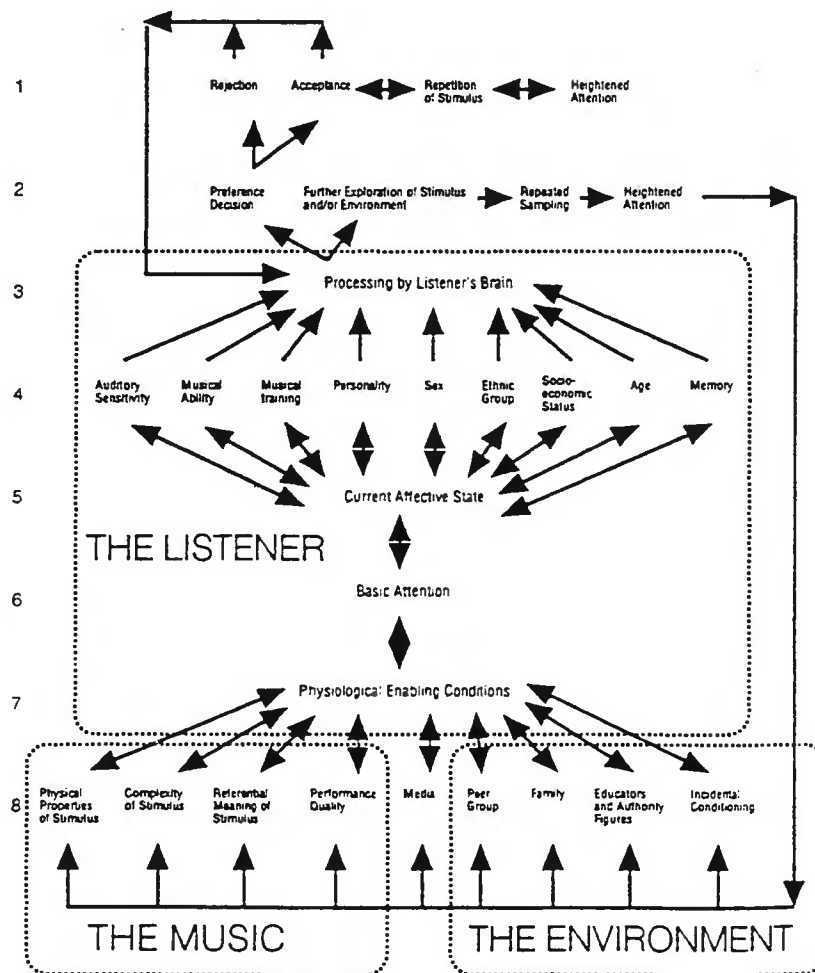 1
Rejection Acceptance Repetition Heightened
of Stimulus Attention
2
Preference Further Exploration of Stimulus Repeated Heightened
Decision and/or Environment Sampling Attention
3
Processing by Listener's Brain
4
Auditory Musical Musical Personality Sex Ethnic Socio- Age Memory
Sensitivity Ability training Group economic
Status
5
Current Affective State
THE LISTENER
6
Basic Attention
7
Physiological Enabling Conditions
8
Physical Complexity Referential Performance Media Peer Family Educators Incidental
Properties of Stimulus Meaning of Quality Group and Authority Conditioning
of Stimulus Stimulus Figures
THE MUSIC THE ENVIRONMENT